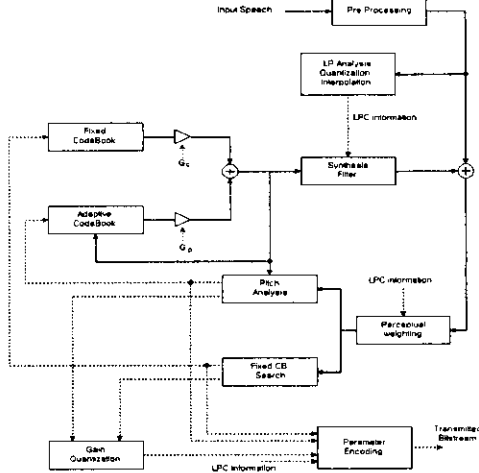 Input Speech
Pre Processing
LP Analysis
Quantization
Interpolation
LPC information
Fixed
CodeBook
Gc
Synthesis
Filter
Adaptive
CodeBook
Gp
LPC information
Pitch
Analysis
Perceptual
weighting
Fixed CB
Search
Transmitted
Bitstream
Gain
Quantization
Parameter
Encoding
LPC information